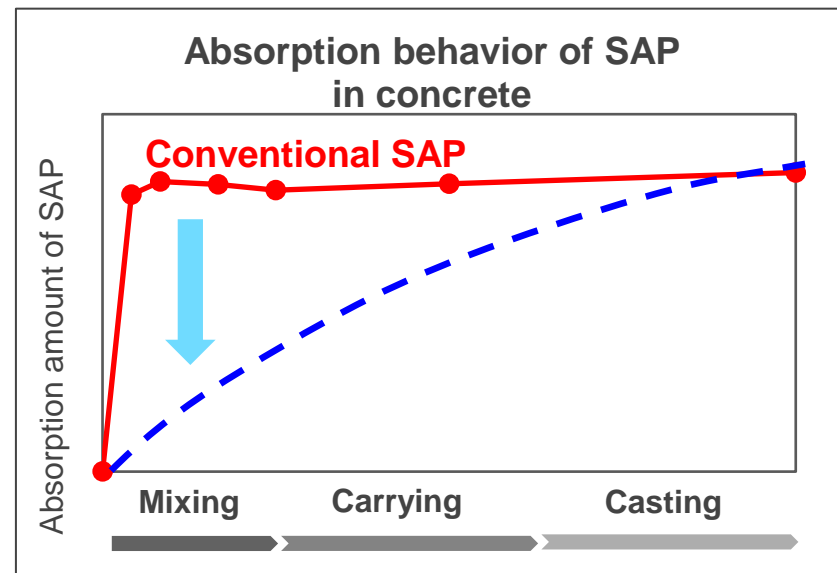 Absorption behavior of SAP
in concrete
Conventional SAP
Absorption amount of SAP
Mixing
Carrying
Casting